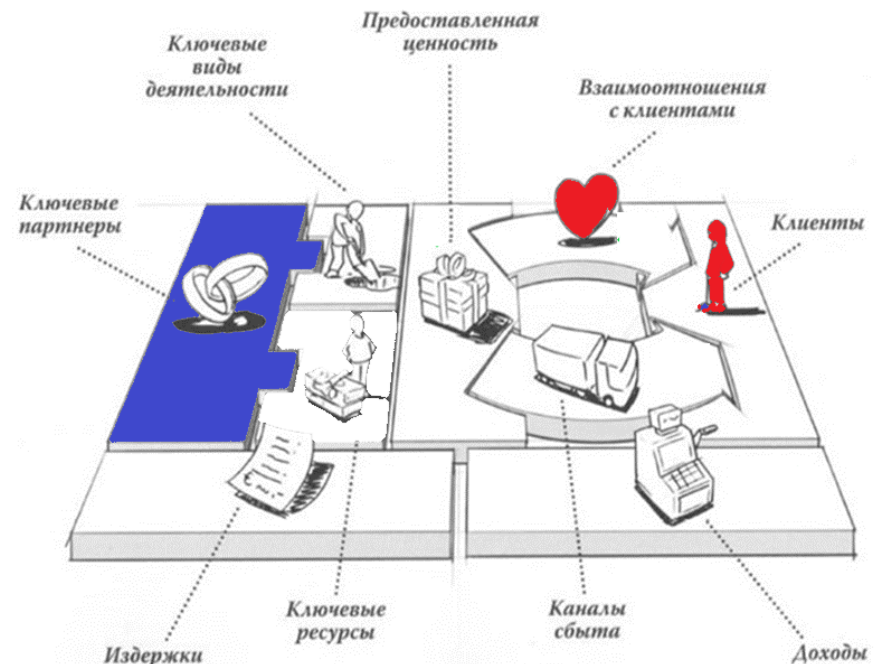 Предоставленная
ценность
Ключевые
виды
деятельности
Взаимоотношения
с клиентами
Ключевые
партнеры
Клиенты
Ключевые
ресурсы
Каналы
сбыта
Издержки
Доходы